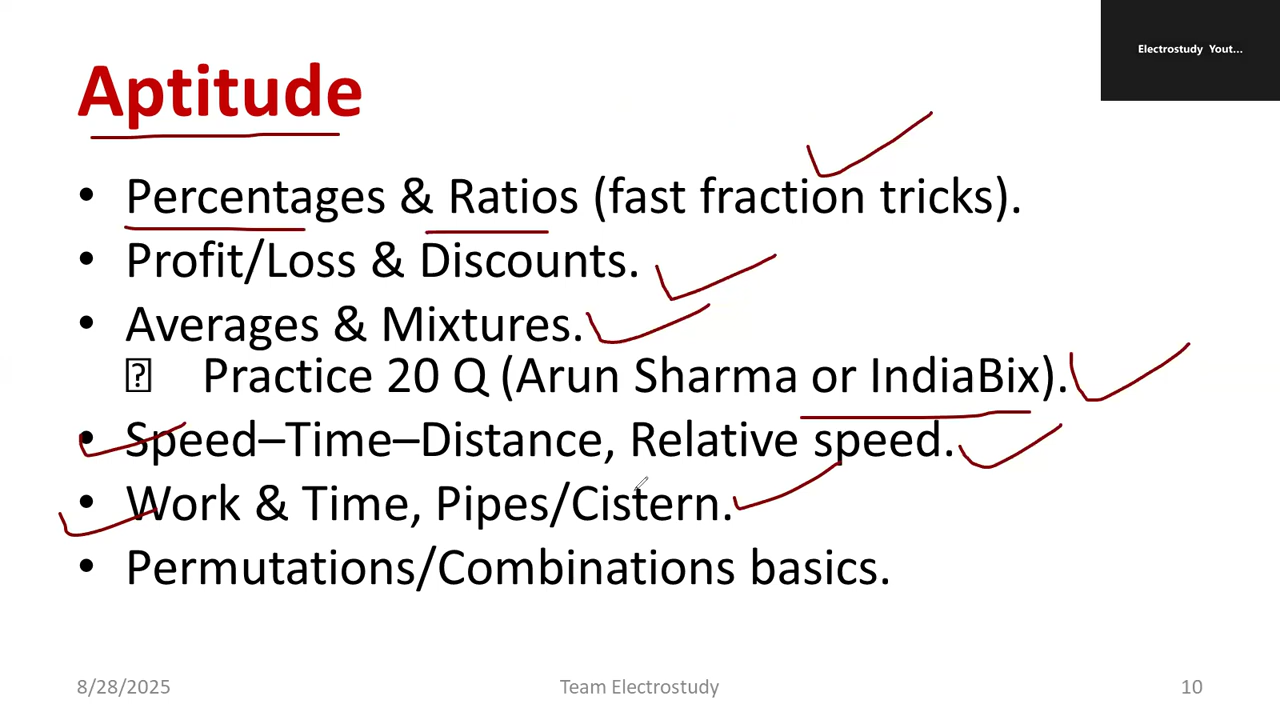 Electrostudy Yout...
Aptitude
• Percentages & Ratios (fast fraction tricks).
• Profit/Loss & Discounts.
• Averages & Mixtures.
Practice 20 Q (Arun Sharma or IndiaBix).
• Speed–Time–Distance, Relative speed.
• Work & Time, Pipes/Cistern.
• Permutations/Combinations basics.
8/28/2025
Team Electrostudy
10